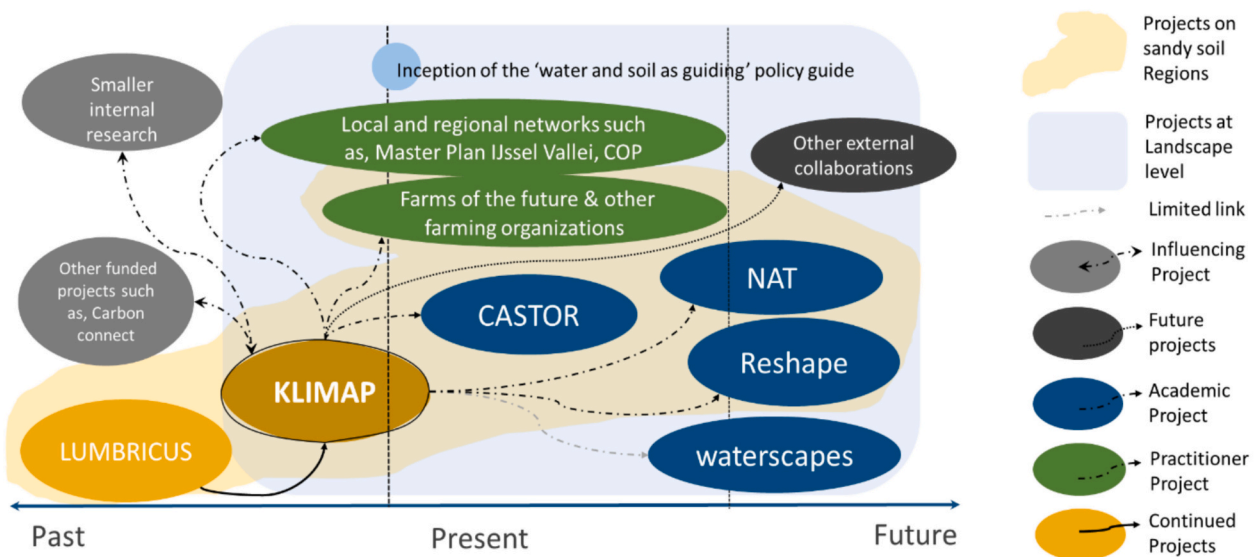 Smaller
internal
research
Inception of the 'water and soil as guiding' policy guide
Local and regional networks such
as, Master Plan IJssel Vallei, COP
Other external
collaborations
Farms of the future & other
farming organizations
Other funded
projects such
as, Carbon
connect
NAT
CASTOR
Reshape
KLIMAP
LUMBRICUS
waterscapes
Past
Present
Future
Projects on
sandy soil
Regions
Projects at
Landscape
level
Limited link
Influencing
Project
Future
projects
Academic
Project
Practitioner
Project
Continued
Projects